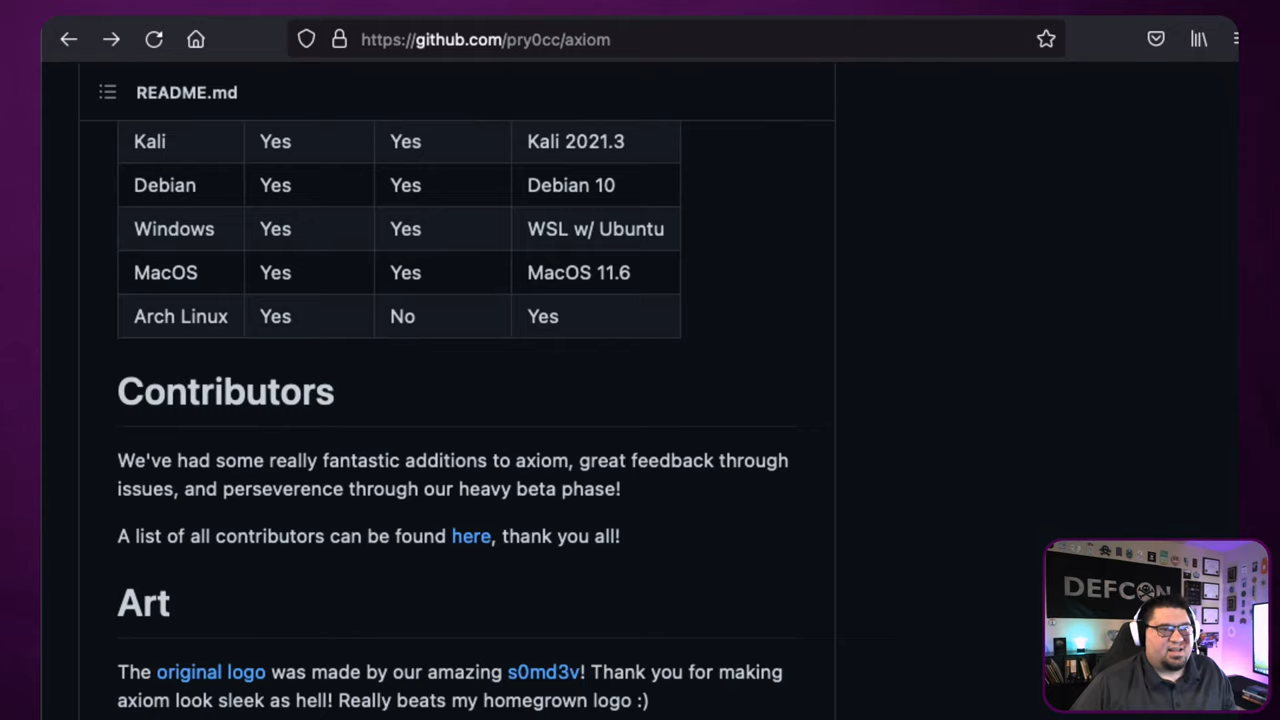 https://github.com/pry0cc/axiom
README.md
Kali Yes Yes Kali 2021.3
Debian Yes Yes Debian 10
Windows Yes Yes WSL w/ Ubuntu
MacOS Yes Yes MacOS 11.6
Arch Linux Yes No Yes
Contributors
We've had some really fantastic additions to axiom, great feedback through
issues, and perseverence through our heavy beta phase!
A list of all contributors can be found here, thank you all!
Art
The original logo was made by our amazing s0md3v! Thank you for making
axiom look sleek as hell! Really beats my homegrown logo :)
DEFCON